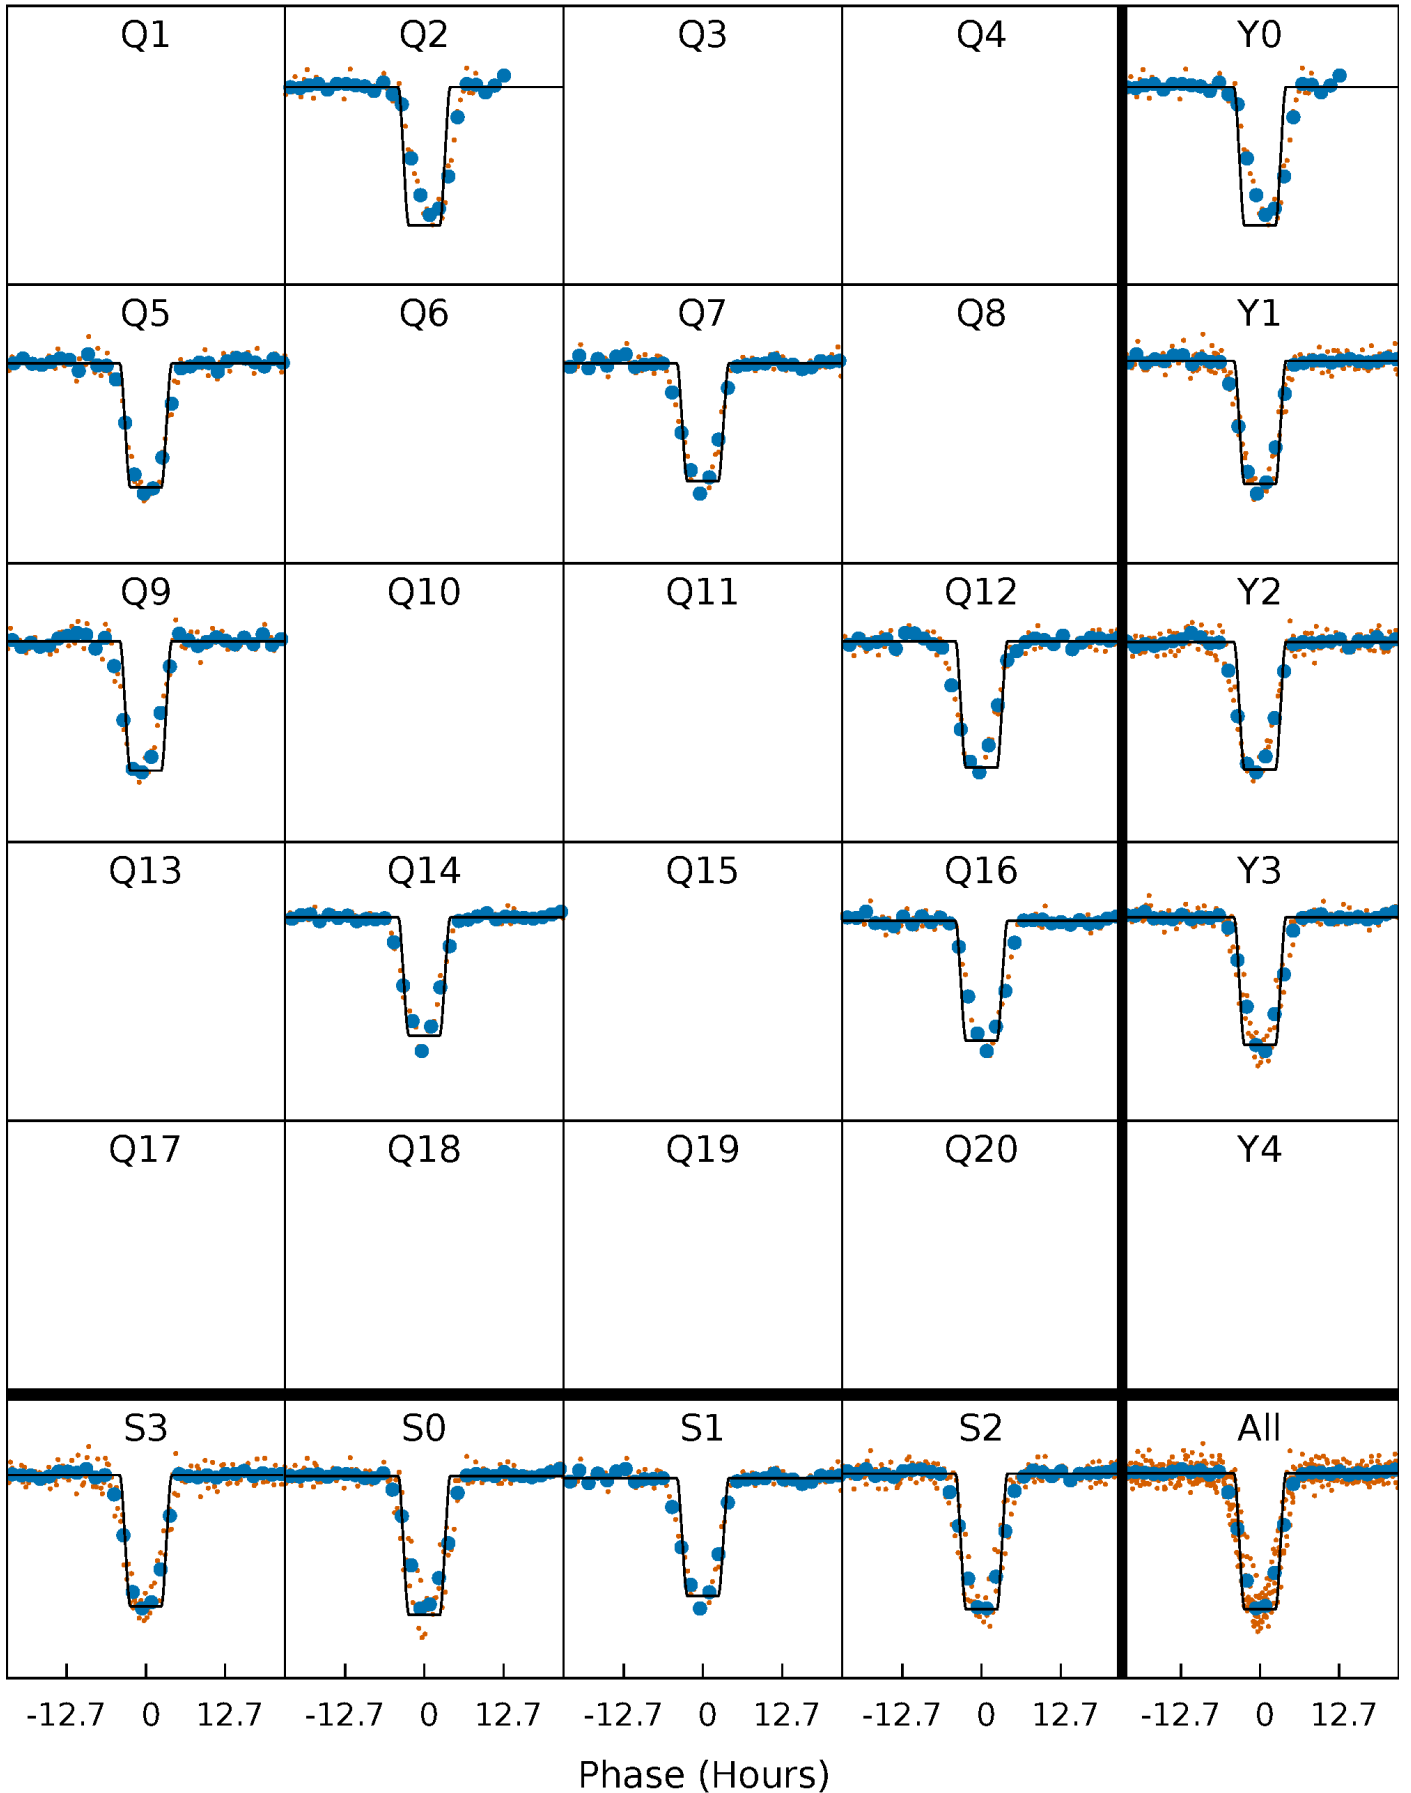 Q1 Q2 Q3 Q4 Y0
Q5 Q6 Q7 Q8 Y1
Q9 Q10 Q11 Q12 Y2
Q13 Q14 Q15 Q16 Y3
Q17 Q18 Q19 Q20 Y4
S3 S0 S1 S2 All
-12.7 0 12.7 -12.7 0 12.7 -12.7 0 12.7 -12.7 0 12.7 -12.7 0 12.7
Phase (Hours)